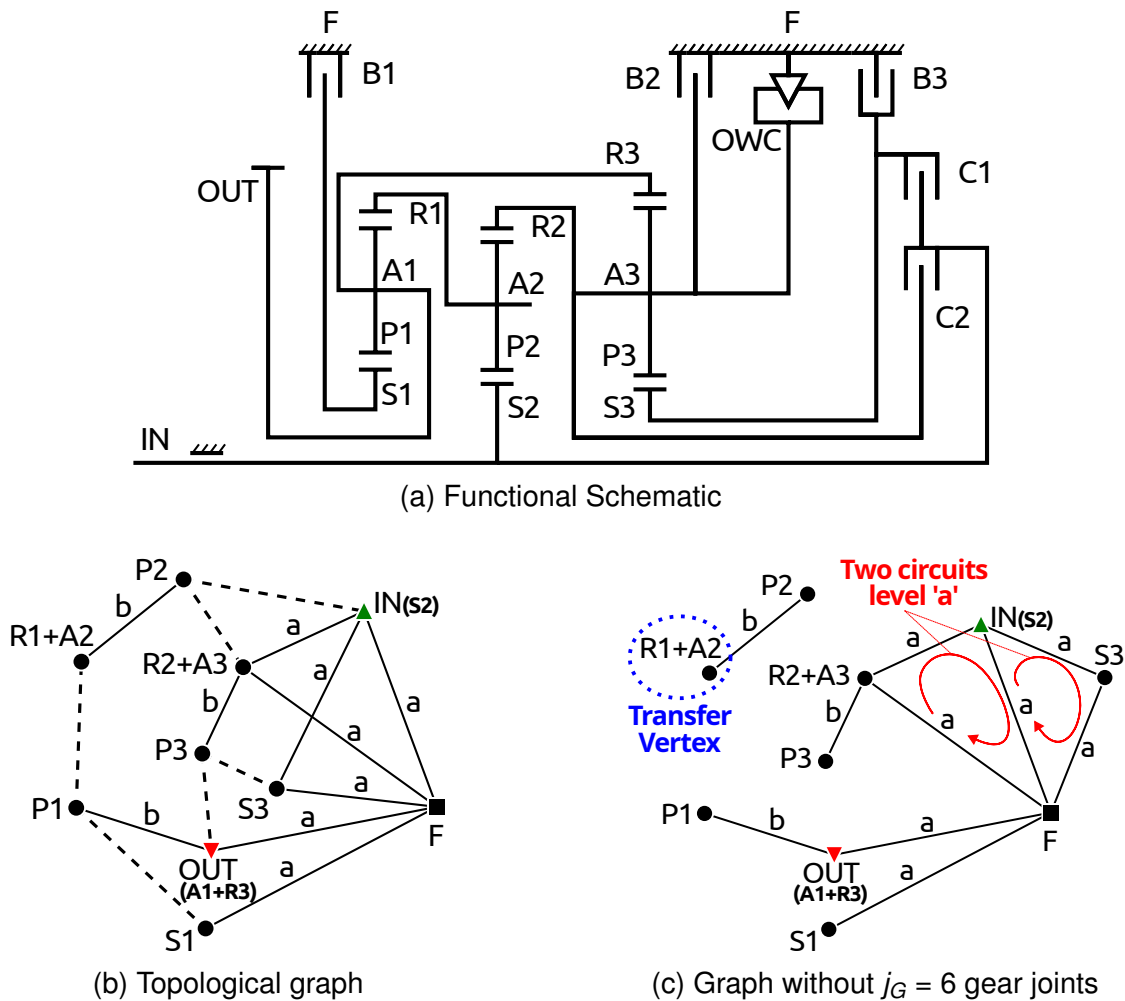 F
F
B1
B2
B3
OWC
R3
C1
OUT
R1
R2
A1
A2
A3
C2
P1
P2
P3
S1
S2
S3
IN
(a) Functional Schematic
P2
b
IN(S2)
a
R1+A2
R2+A3
a
b
a
a
P3
S3
P1
b
a
F
OUT
(A1+R3)
a
S1
(b) Topological graph
Two circuits
level 'a'
P2
b
IN(S2)
R1+A2
a
a
S3
R2+A3
Transfer
Vertex
b
a
a
a
P3
P1
b
a
F
OUT
(A1+R3)
a
S1
(c) Graph without jG = 6 gear joints